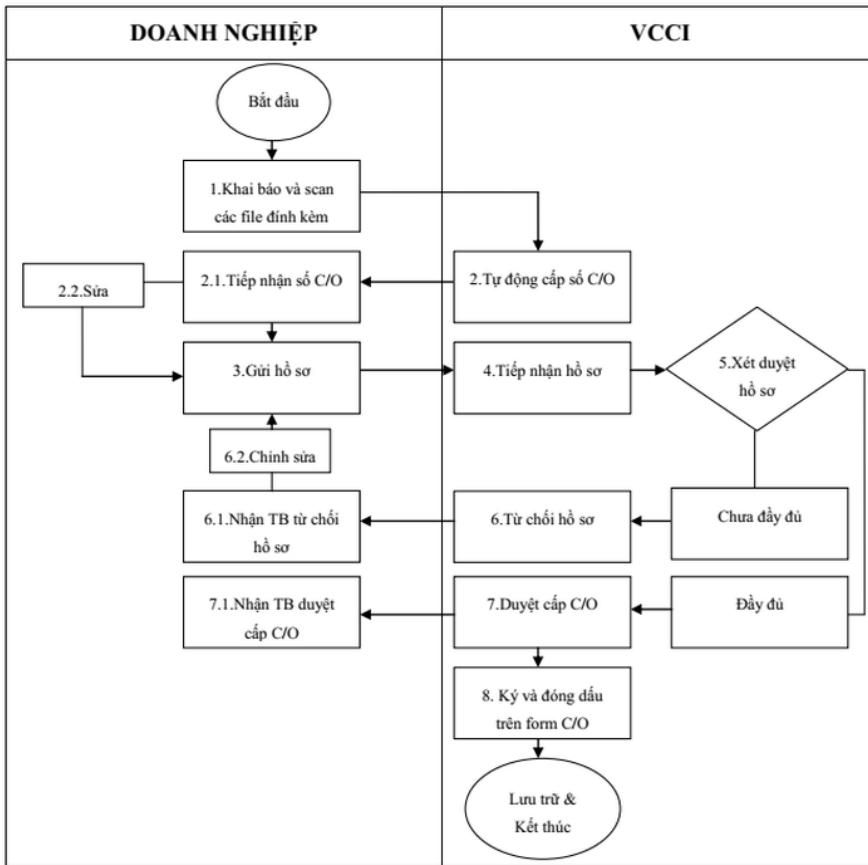 DOANH NGHIỆP
VCCI
Bắt đầu
1.Khai báo và scan
các file đính kèm
2.2.Sửa
2.1.Tiếp nhận số C/O
2.Tự động cấp số C/O
3.Gửi hồ sơ
4.Tiếp nhận hồ sơ
5.Xét duyệt
hồ sơ
6.2.Chỉnh sửa
6.1.Nhận TB từ chối
hồ sơ
6.Từ chối hồ sơ
Chưa đầy đủ
7.1.Nhận TB duyệt
cấp C/O
7.Duyệt cấp C/O
Đầy đủ
8. Ký và đóng dấu
trên form C/O
Lưu trữ &
Kết thúc